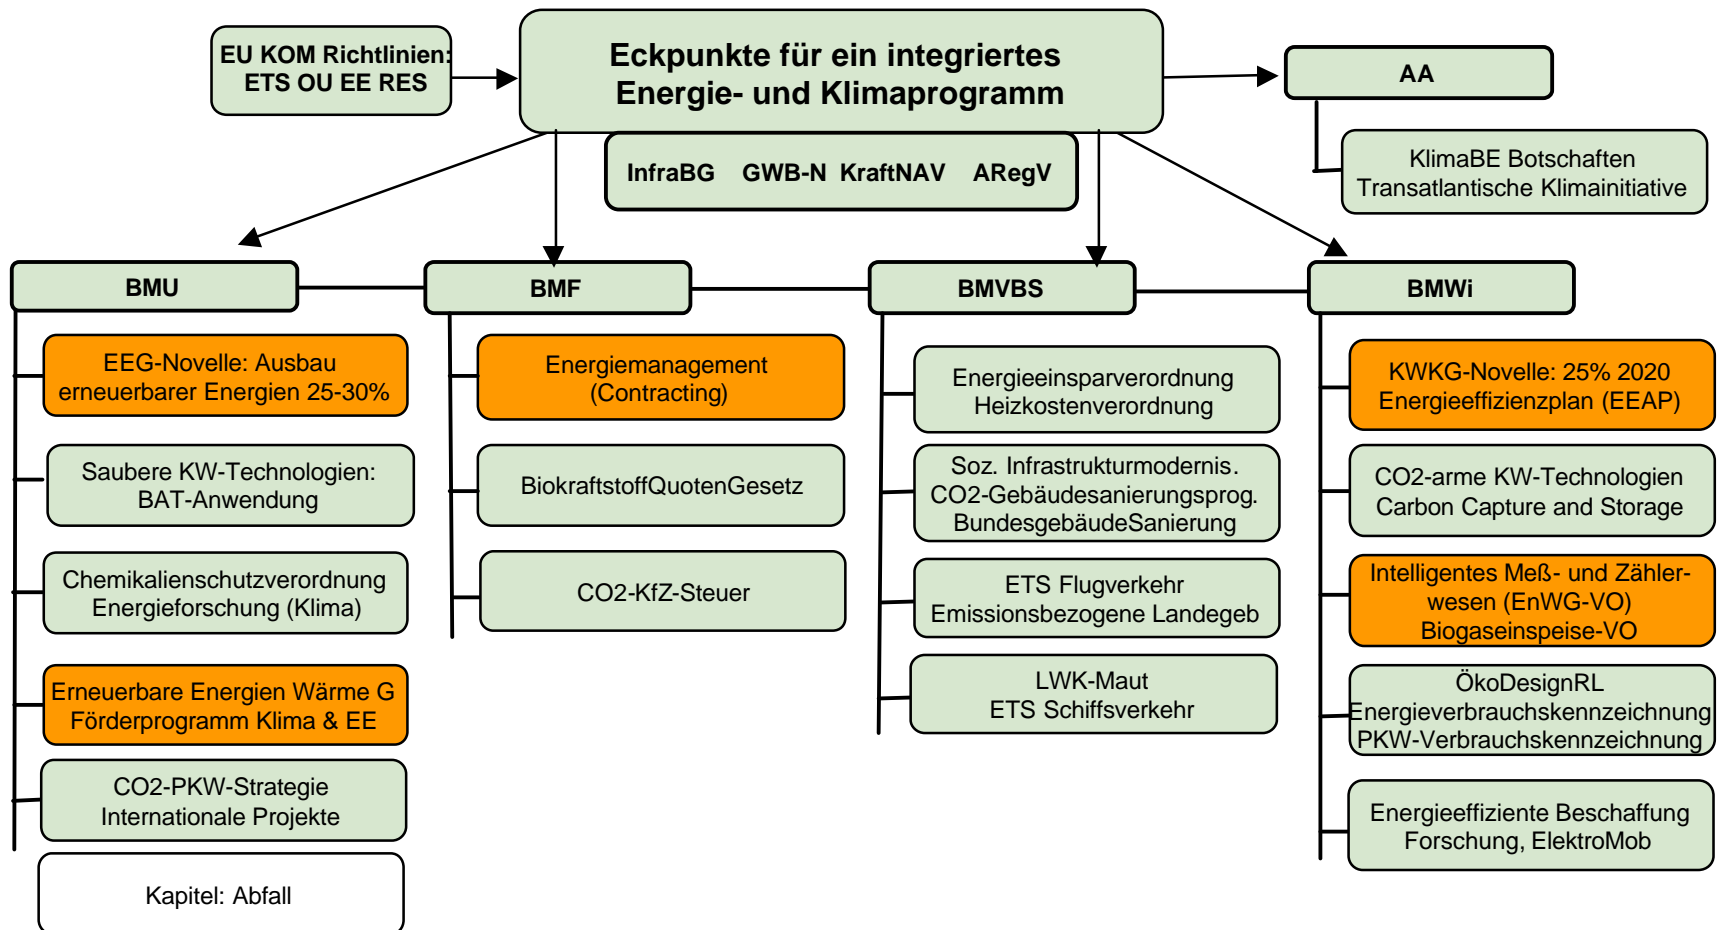 EU KOM Richtlinien:
ETS OU EE RES
Eckpunkte für ein integriertes
Energie- und Klimaprogramm
AA
KlimaBE Botschaften
Transatlantische Klimainitiative
InfraBG GWB-N KraftNAV ARegV
BMU
EEG-Novelle: Ausbau
erneuerbarer Energien 25-30%
Saubere KW-Technologien:
BAT-Anwendung
Chemikalienschutzverordnung
Energieforschung (Klima)
Erneuerbare Energien Wärme G
Förderprogramm Klima & EE
CO2-PKW-Strategie
Internationale Projekte
Kapitel: Abfall
BMF
Energiemanagement
(Contracting)
BiokraftstoffQuotenGesetz
CO2-KfZ-Steuer
BMVBS
Energieeinsparverordnung
Heizkostenverordnung
Soz. Infrastrukturmodernis.
CO2-Gebäudesanierungsprog.
BundesgebäudeSanierung
ETS Flugverkehr
Emissionsbezogene Landegeb
LWK-Maut
ETS Schiffsverkehr
BMWi
KWKG-Novelle: 25% 2020
Energieeffizienzplan (EEAP)
CO2-arme KW-Technologien
Carbon Capture and Storage
Intelligentes Meß- und Zähler-
wesen (EnWG-VO)
Biogaseinspeise-VO
ÖkoDesignRL
Energieverbrauchskennzeichnung
PKW-Verbrauchskennzeichnung
Energieeffiziente Beschaffung
Forschung, ElektroMob